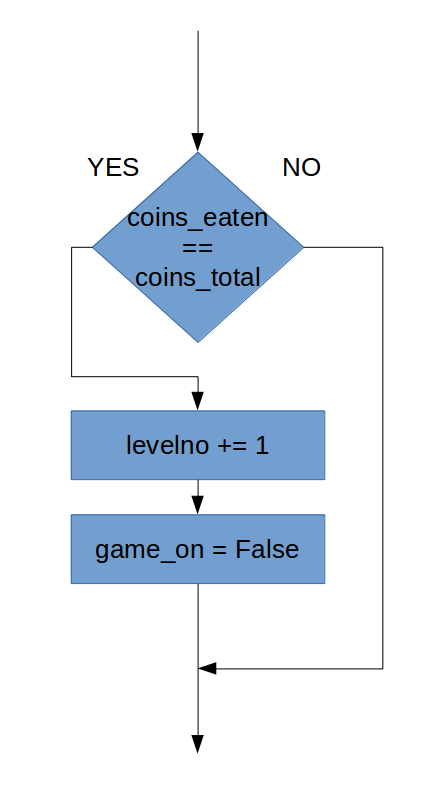 YES
NO
coins_eaten
==
coins_total
levelno += 1
game_on = False